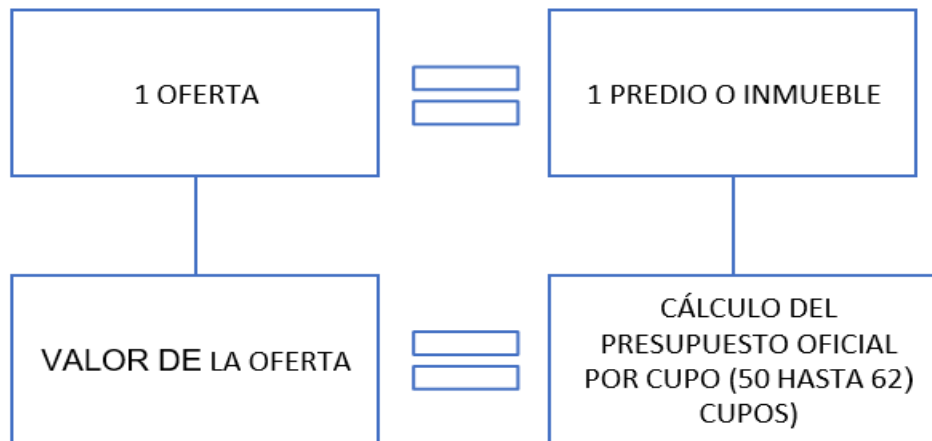 1 OFERTA
1 PREDIO O INMUEBLE
VALOR DE LA OFERTA
CÁLCULO DEL
PRESUPUESTO OFICIAL
POR CUPO (50 HASTA 62)
CUPOS)